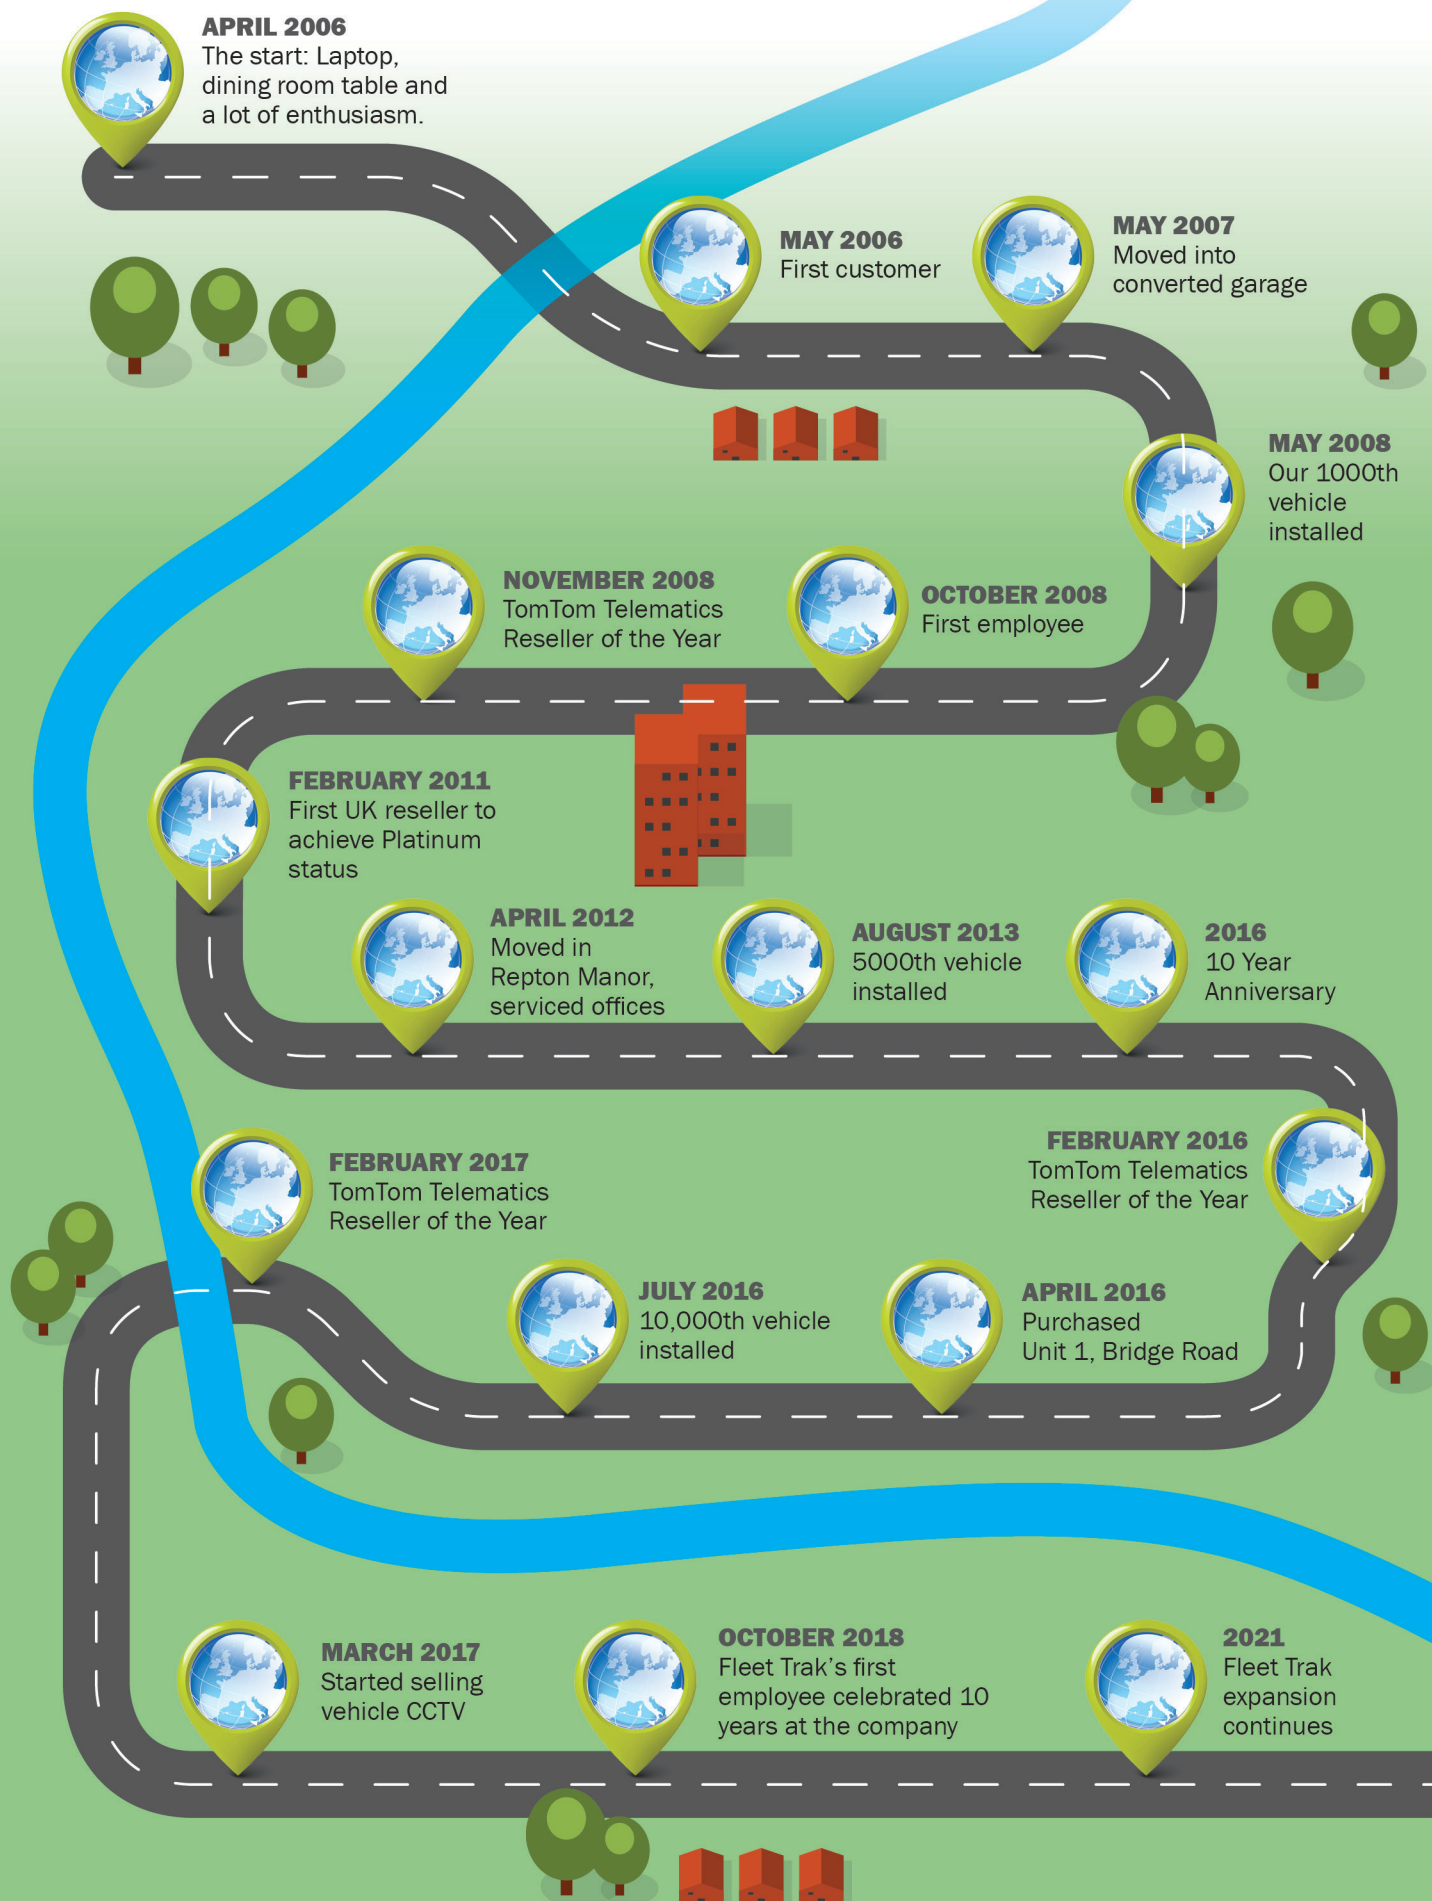 APRIL 2006
The start: Laptop,
dining room table and
a lot of enthusiasm.
MAY 2006
First customer
MAY 2007
Moved into
converted garage
MAY 2008
Our 1000th
vehicle
installed
OCTOBER 2008
First employee
NOVEMBER 2008
TomTom Telematics
Reseller of the Year
FEBRUARY 2011
First UK reseller to
achieve Platinum
status
APRIL 2012
Moved in
Repton Manor,
serviced offices
AUGUST 2013
5000th vehicle
installed
2016
10 Year
Anniversary
FEBRUARY 2016
TomTom Telematics
Reseller of the Year
APRIL 2016
Purchased
Unit 1, Bridge Road
JULY 2016
10,000th vehicle
installed
FEBRUARY 2017
TomTom Telematics
Reseller of the Year
MARCH 2017
Started selling
vehicle CCTV
OCTOBER 2018
Fleet Trak’s first
employee celebrated 10
years at the company
2021
Fleet Trak
expansion
continues